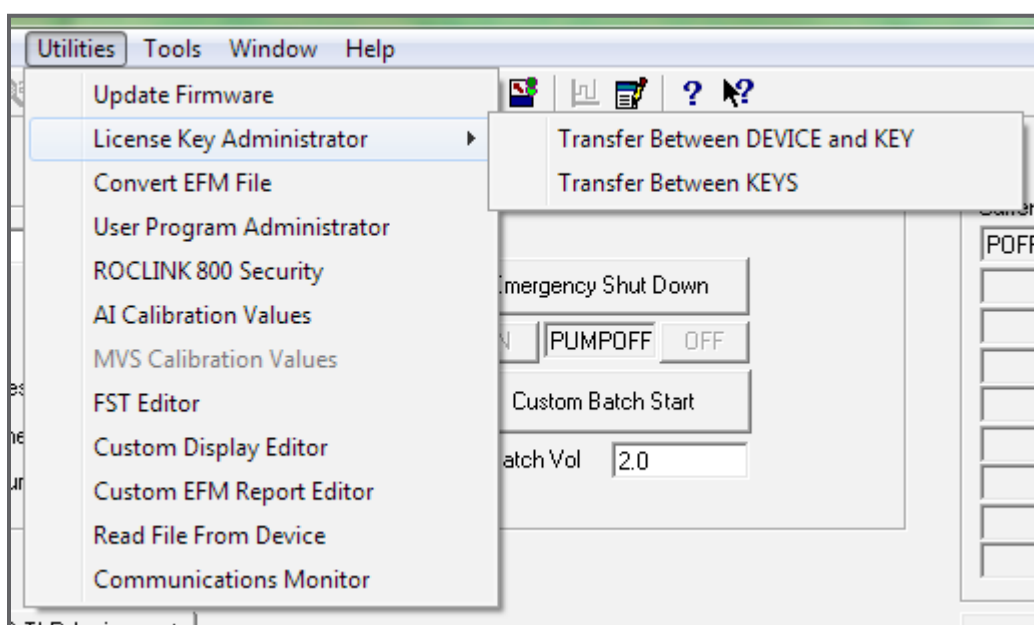 Utilities Tools Window Help
Update Firmware
License Key Administrator
Transfer Between DEVICE and KEY
Convert EFM File
Transfer Between KEYS
User Program Administrator
POFF
ROCLINK 800 Security
Shut Down
AI Calibration Values
PUMPOFF OFF
MVS Calibration Values
FST Editor
Custom Batch Start
Custom Display Editor
Vol 2.0
Custom EFM Report Editor
Read File From Device
Communications Monitor